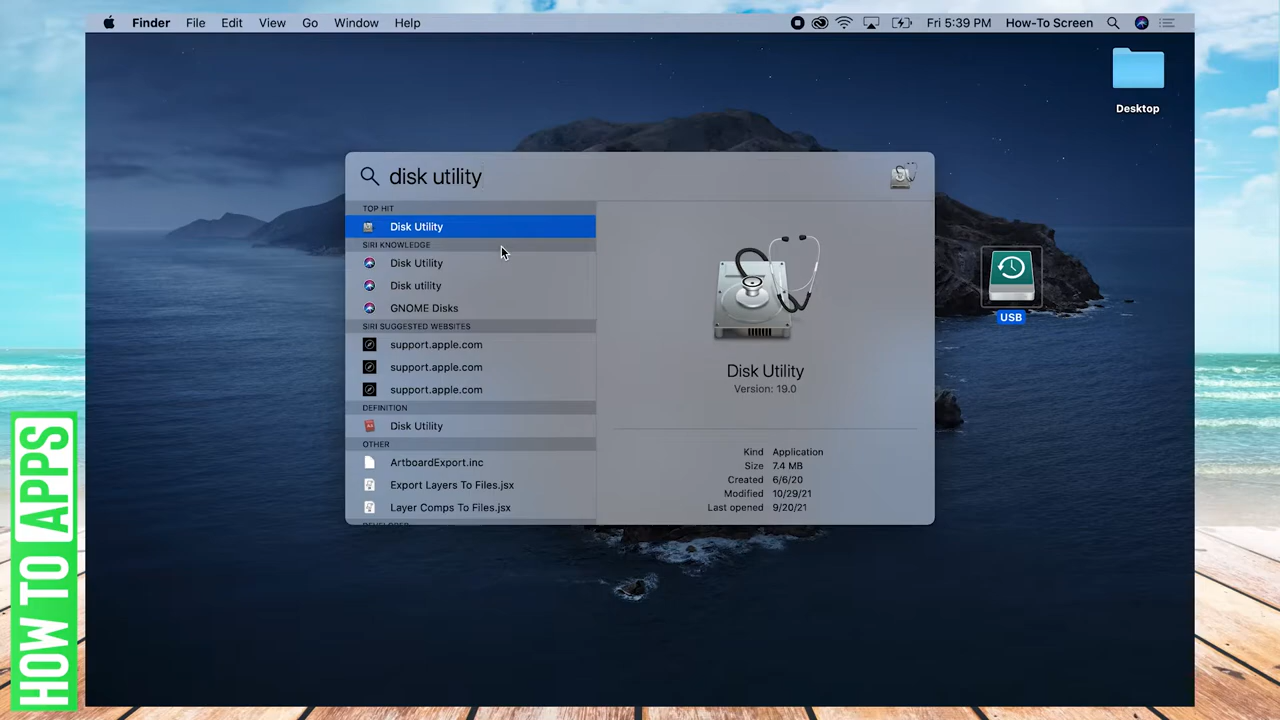 Finder File Edit View Go Window Help Fri 5:39 PM How-To Screen
Desktop
disk utility
TOP HIT
Disk Utility
SIRI KNOWLEDGE
Disk Utility
Disk utility
GNOME Disks
SIRI SUGGESTED WEBSITES
support.apple.com
support.apple.com
support.apple.com
DEFINITION
Disk Utility
OTHER
ArtboardExport.inc
Export Layers To Files.jsx
Layer Comps To Files.jsx
DEVELOPER
Disk Utility
Version: 19.0
Kind Application
Size 7.4 MB
Created 6/6/20
Modified 10/29/21
Last opened 9/20/21
USB
HOW TO APPS